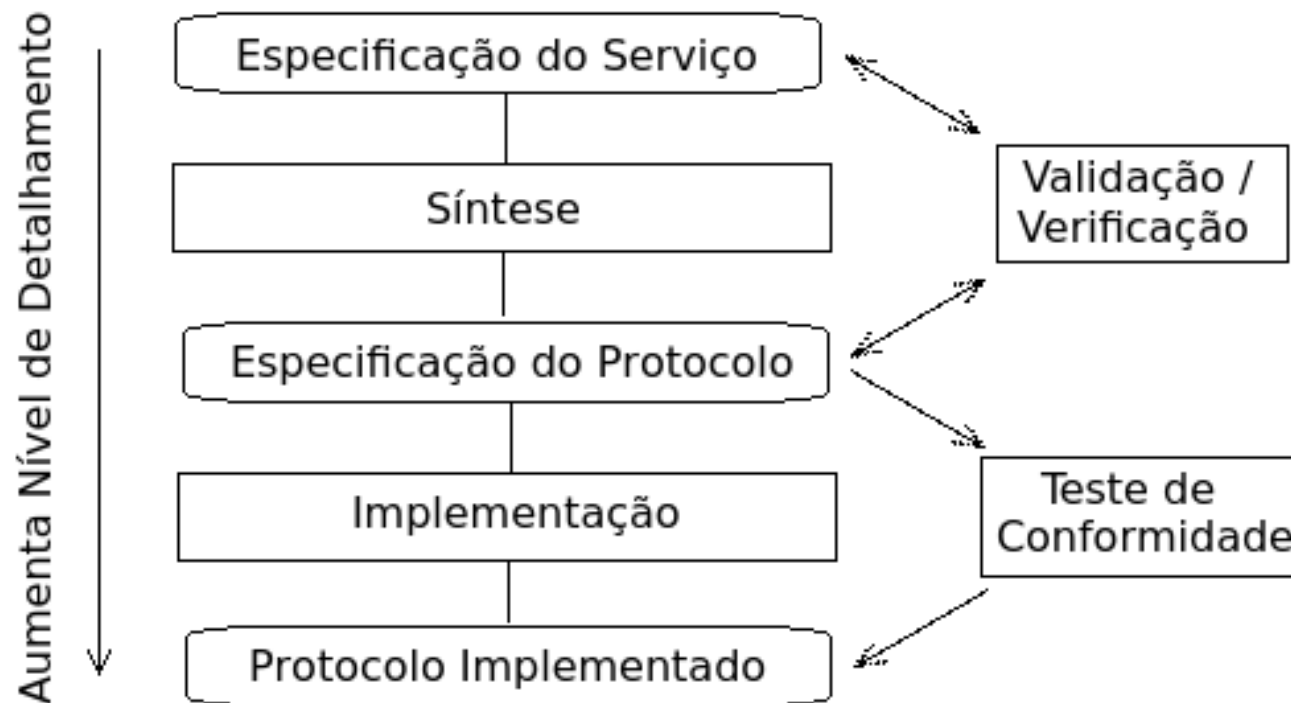 Aumenta Nível de Detalhamento
Especificação do Serviço
Síntese
Validação /
Verificação
Especificação do Protocolo
Implementação
Teste de
Conformidade
Protocolo Implementado